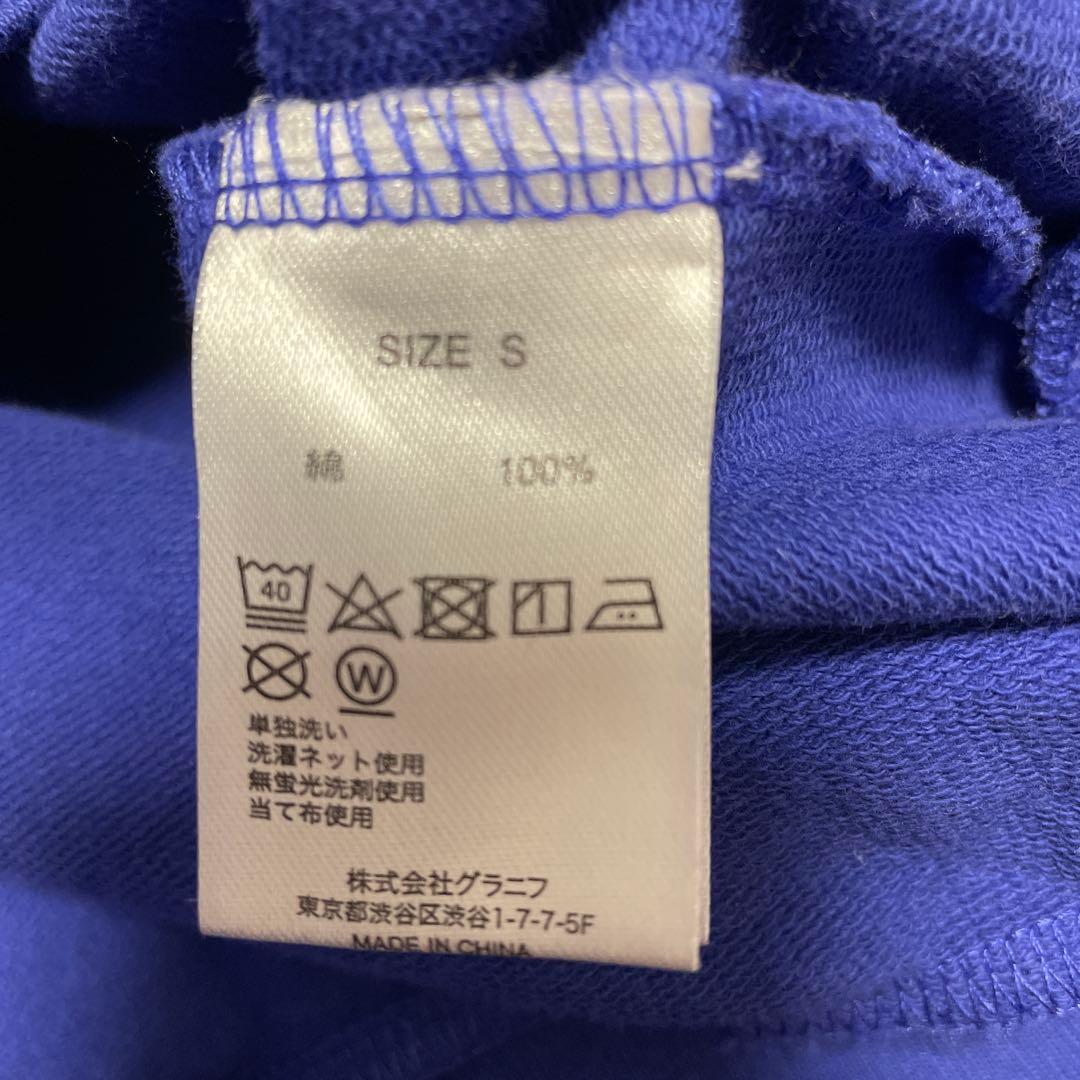 SIZE S
綿 100%
40
W
単独洗い
洗濯ネット使用
無蛍光洗剤使用
当て布使用
株式会社グラニフ
東京都渋谷区渋谷1-7-7-5F
MADE IN CHINA